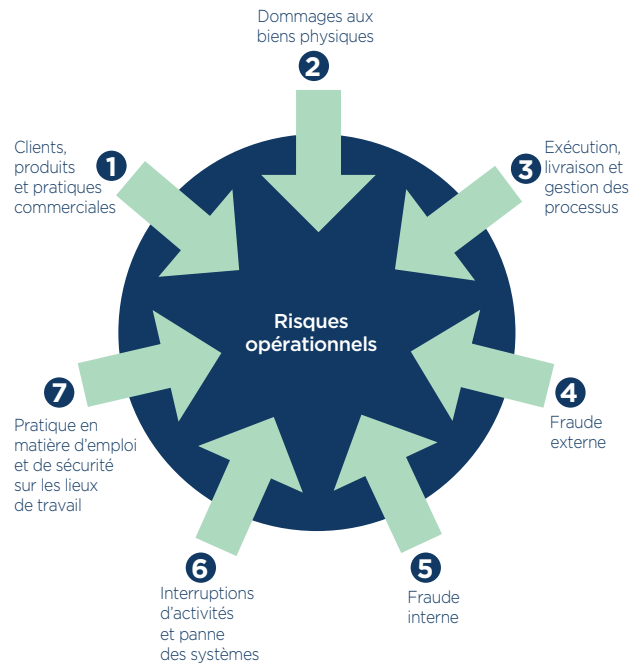 Dommages aux
biens physiques
2
Clients,
produits
et pratiques
commerciales
1
Exécution,
livraison et
gestion des
processus
3
Risques
opérationnels
7
Pratique en
matière d'emploi
et de sécurité
sur les lieux
de travail
4
Fraude
externe
6
Interruptions
d'activités
et panne
des systèmes
5
Fraude
interne